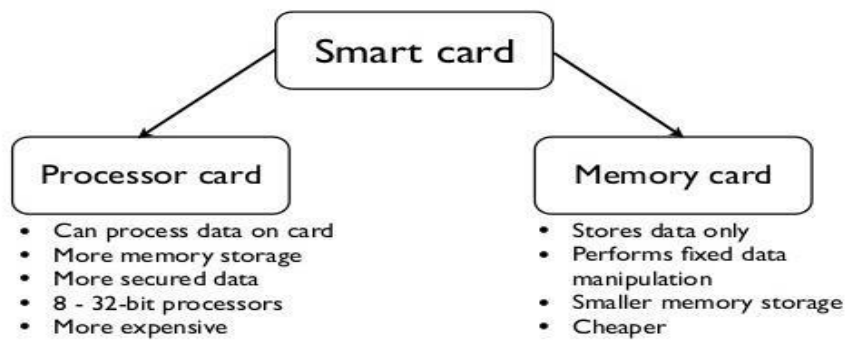 Smart card
Processor card
• Can process data on card
• More memory storage
• More secured data
• 8 - 32-bit processors
• More expensive
Memory card
• Stores data only
• Performs fixed data
manipulation
• Smaller memory storage
• Cheaper